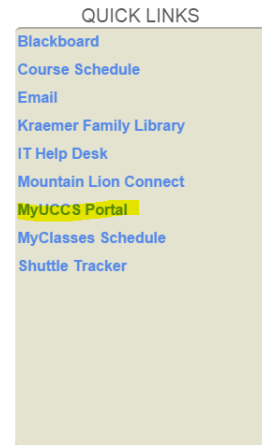 QUICK LINKS
Blackboard
Course Schedule
Email
Kraemer Family Library
IT Help Desk
Mountain Lion Connect
MyUCCS Portal
MyClasses Schedule
Shuttle Tracker